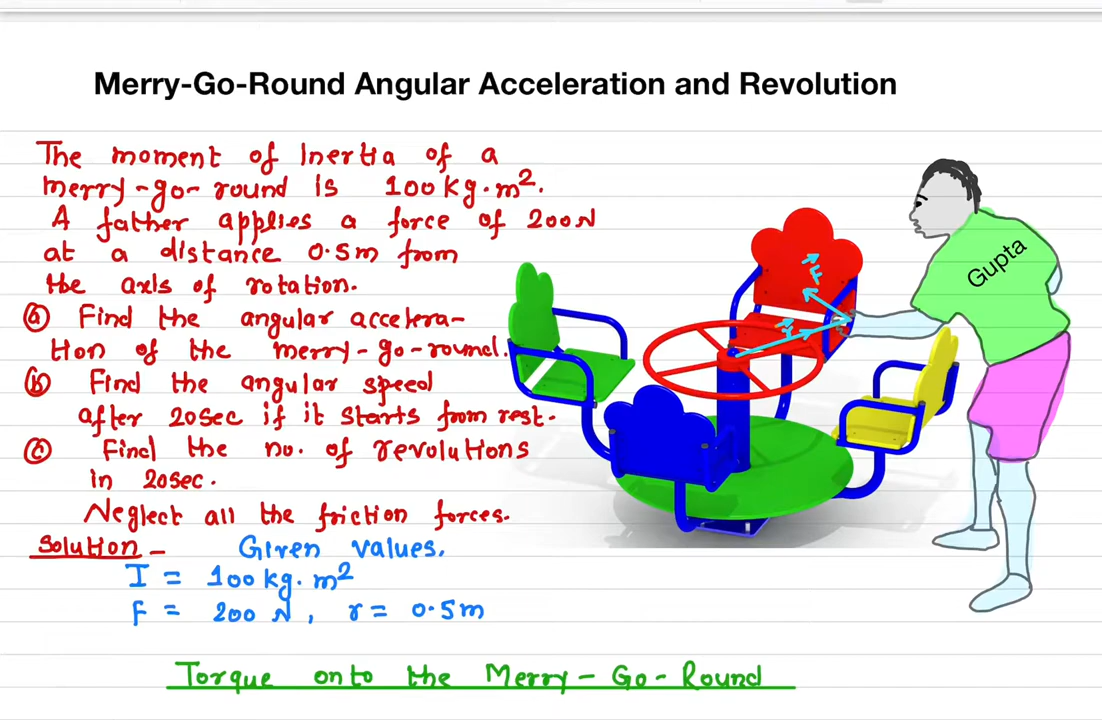 Merry-Go-Round Angular Acceleration and Revolution
The moment of Inertia of a
merry-go-round is 100 kg.m².
A father applies a force of 200 N
at a distance 0.5m from
the axis of rotation.
(a) Find the angular accelera-
tion of the merry-go-round.
(b) Find the angular speed
after 20sec if it starts from rest.
(c) Find the no. of revolutions
in 20sec.
Neglect all the friction forces.
Solution - Given values.
I = 100 kg.m²
F = 200 N, r = 0.5m
Torque onto the Merry-Go-Round
Gupta
F
r